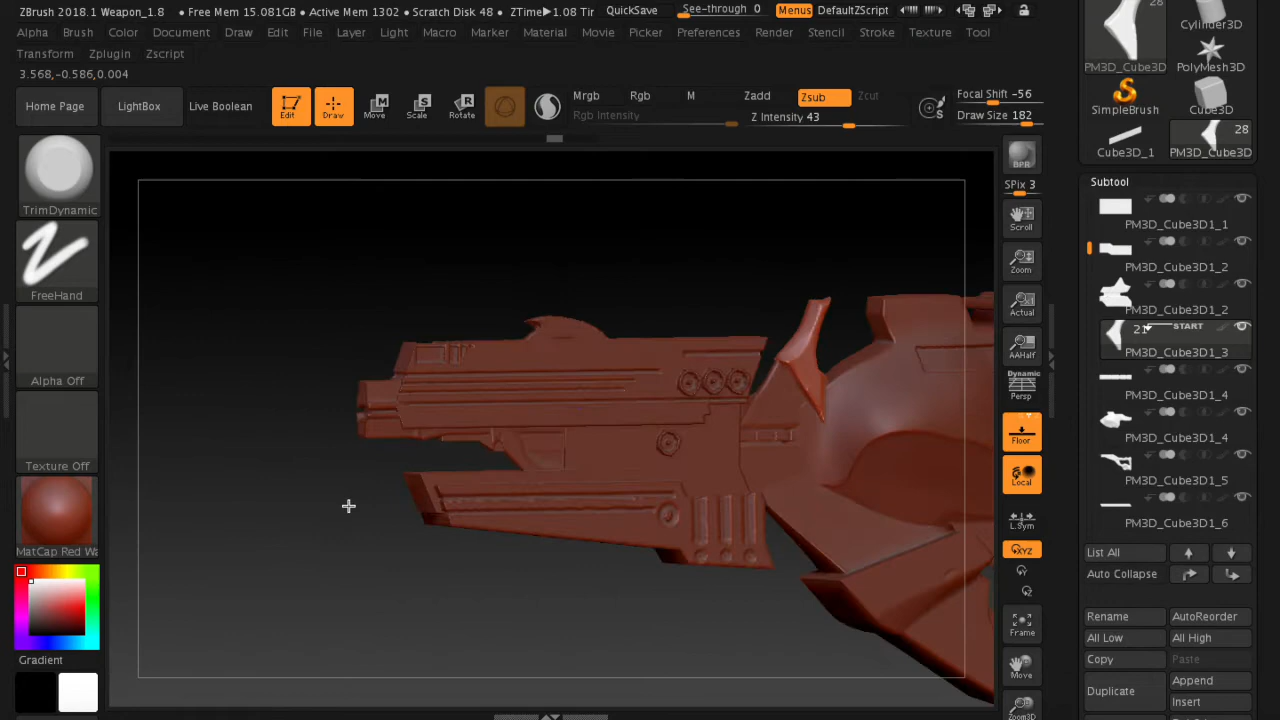 ZBrush 2018.1 Weapon_1.8 • Free Mem 15.081GB • Active Mem 1302 • Scratch Disk 48 • ZTime▶1.08 Tir QuickSave See-through 0 Menus DefaultZScript
Alpha Brush Color Document Draw Edit File Layer Light Macro Marker Material Movie Picker Preferences Render Stencil Stroke Texture Tool
Transform Zplugin Zscript
3.568,-0.586,0.004
Home Page LightBox Live Boolean Edit Draw Move Scale Rotate
Mrgb Rgb M Zadd Zsub Zcut Focal Shift -56
Rgb Intensity Z Intensity 43 Draw Size 182
S
TrimDynamic
FreeHand
Alpha Off
Texture Off
MatCap Red Wa
Gradient
BPR
SPix 3
Scroll
Zoom
Actual
AAHalf
Dynamic
Persp
Floor
Local
L.Sym
XYZ
Y
Z
Frame
Move
Zoom3D
28
PM3D_Cube3D Cylinder3D
PolyMesh3D
SimpleBrush Cube3D
28
Cube3D_1 PM3D_Cube3D
Subtool
PM3D_Cube3D1_1
PM3D_Cube3D1_2
PM3D_Cube3D1_2
21 START
PM3D_Cube3D1_3
PM3D_Cube3D1_4
PM3D_Cube3D1_4
PM3D_Cube3D1_5
PM3D_Cube3D1_6
List All
Auto Collapse
Rename AutoReorder
All Low All High
Copy Paste
Duplicate Append
Insert